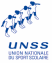 UNSS
UNION NATIONALE
DU SPORT SCOLAIRE